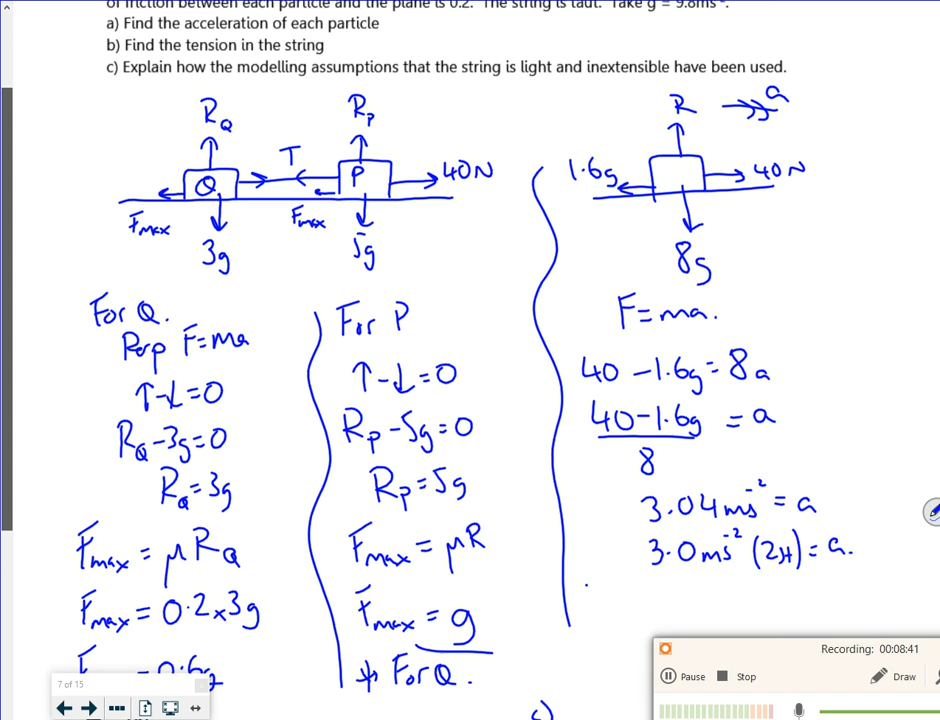 of friction between each particle and the plane is 0.2. The string is taut. Take g = 9.8ms⁻².
a) Find the acceleration of each particle
b) Find the tension in the string
c) Explain how the modelling assumptions that the string is light and inextensible have been used.
R_Q
R_P
R
a
T
Q
P
40N
1.6g
40N
F_max
F_max
3g
5g
8g
For Q.
Perp F=ma
↑-↓=0
R_Q-3g=0
R_Q=3g
F_max = μR_Q
F_max = 0.2×3g
= 0.6g
For P
↑-↓=0
R_P-5g=0
R_P=5g
F_max = μR
F_max = g
For Q.
F=ma.
40-1.6g=8a
40-1.6g = a
8
3.04ms⁻² = a
3.0ms⁻² (2sf) = a.
c)
7 of 15
Recording: 00:08:41
Pause
Stop
Draw